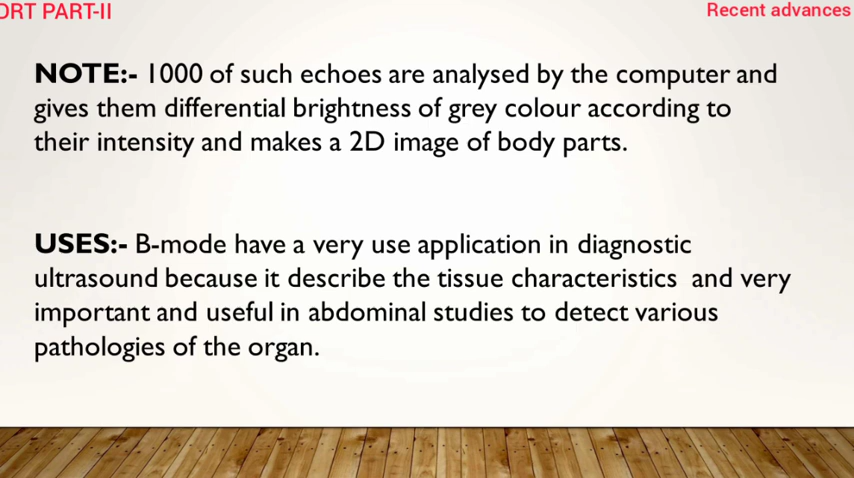 ORT PART-II
Recent advances
NOTE:- 1000 of such echoes are analysed by the computer and
gives them differential brightness of grey colour according to
their intensity and makes a 2D image of body parts.
USES:- B-mode have a very use application in diagnostic
ultrasound because it describe the tissue characteristics and very
important and useful in abdominal studies to detect various
pathologies of the organ.